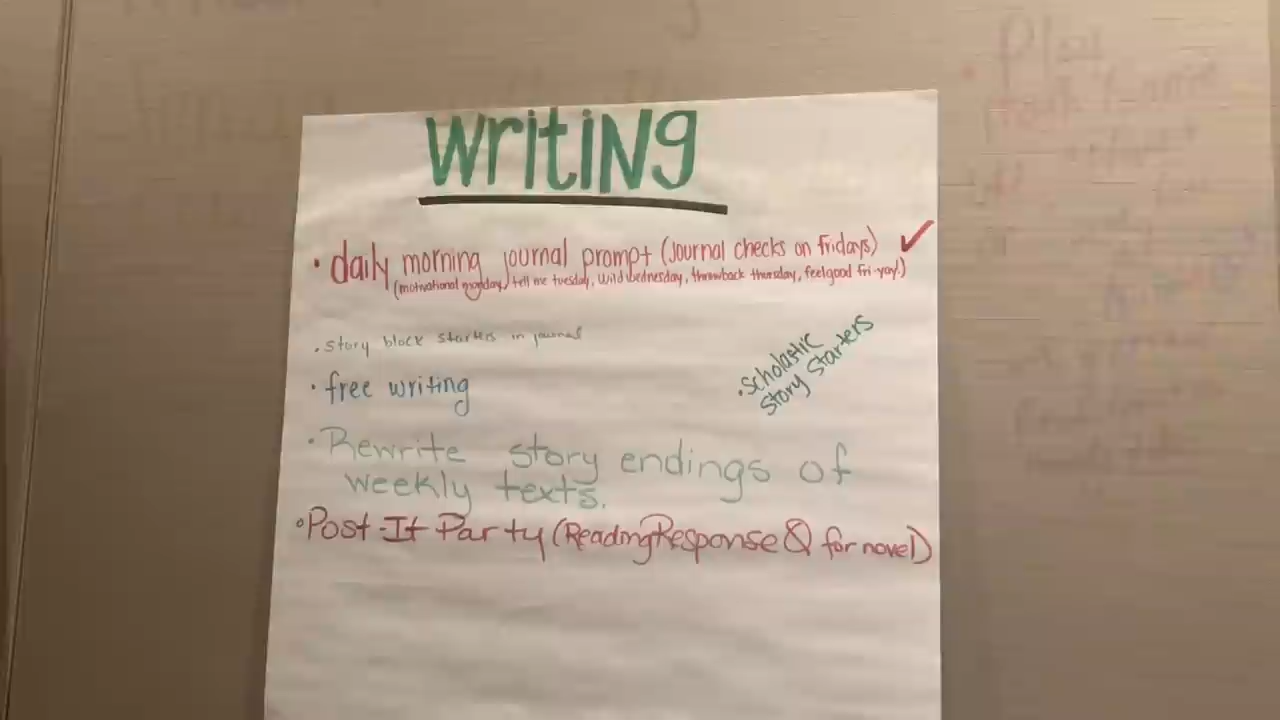 WritiNg
• daily morning journal prompt (Journal checks on fridays) ✓
(motivational monday, tell me tuesday, wild wednesday, throwback thursday, feelgood fri-yay!)
• story block starters in journal
• scholastic
story starters
• free writing
• Rewrite story endings of
weekly texts.
• Post-It Party (Reading Response Q for novel)
Plan